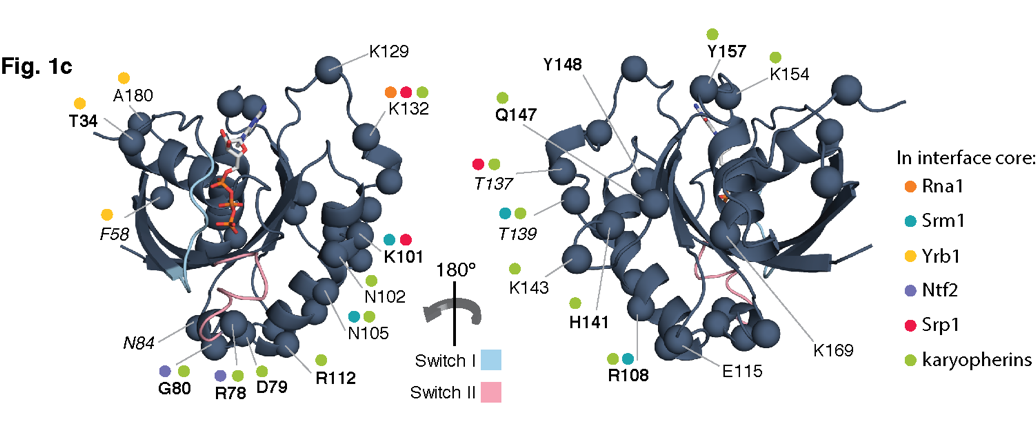 Fig. 1c
K129
A180
T34
K132
F58
K101
N102
N105
N84
G80
R78
D79
R112
180º
Switch I
Switch II
Y157
Y148
K154
Q147
T137
T139
K143
H141
R108
E115
K169
In interface core:
Rna1
Srm1
Yrb1
Ntf2
Srp1
karyopherins